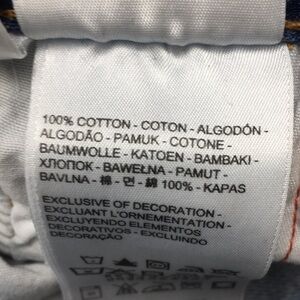 100% COTTON - COTON - ALGODÓN -
ALGODÃO - PAMUK - COTONE -
BAUMWOLLE - KATOEN - BAMBAKI -
ХЛОПОК - BAWEŁNA - PAMUT -
BAVLNA - 棉 - 면 - 綿 100% - KAPAS
EXCLUSIVE OF DECORATION -
EXCLUANT L'ORNEMENTATION -
EXCLUYENDO ELEMENTOS
DECORATIVOS - EXCLUINDO
DECORAÇÃO